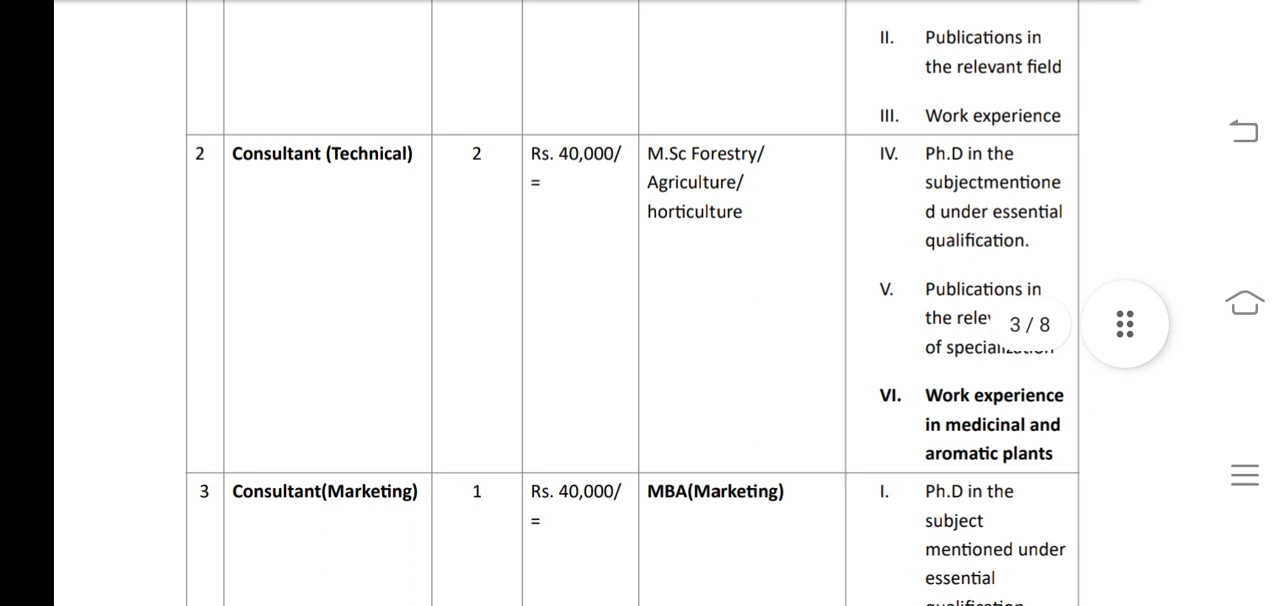 II. Publications in
the relevant field
III. Work experience
2 Consultant (Technical) 2 Rs. 40,000/ M.Sc Forestry/ IV. Ph.D in the
= Agriculture/ subjectmentione
horticulture d under essential
qualification.
V. Publications in
the 3 / 8
of
VI. Work experience
in medicinal and
aromatic plants
3 Consultant(Marketing) 1 Rs. 40,000/ MBA(Marketing) I. Ph.D in the
= subject
mentioned under
essential